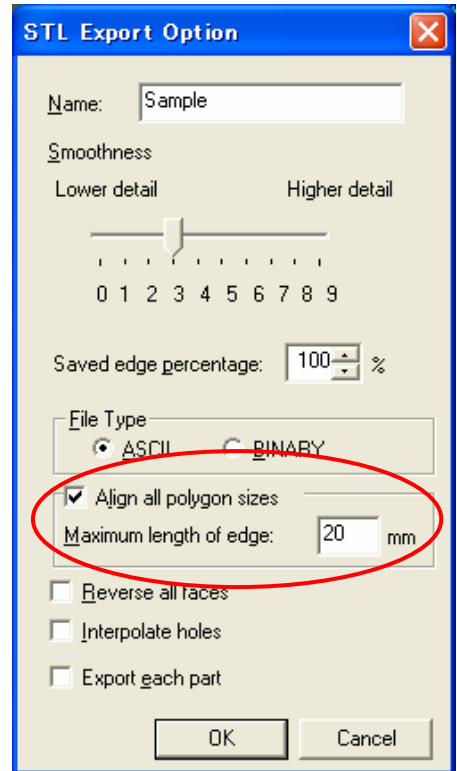 STL Export Option
Name: Sample
Smoothness
Lower detail Higher detail
0 1 2 3 4 5 6 7 8 9
Saved edge percentage: 100 %
File Type
ASCII BINARY
Align all polygon sizes
Maximum length of edge: 20 mm
Reverse all faces
Interpolate holes
Export each part
OK Cancel